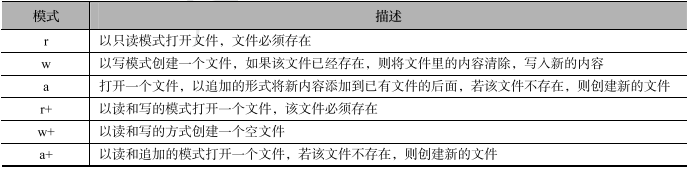 模式 描述
r 以只读模式打开文件，文件必须存在
w 以写模式创建一个文件，如果该文件已经存在，则将文件里的内容清除，写入新的内容
a 打开一个文件，以追加的形式将新内容添加到已有文件的后面，若该文件不存在，则创建新的文件
r+ 以读和写的模式打开一个文件，该文件必须存在
w+ 以读和写的方式创建一个空文件
a+ 以读和追加的模式打开一个文件，若该文件不存在，则创建新的文件